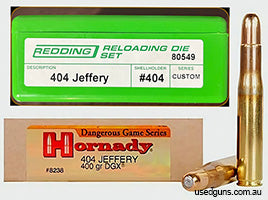 REDDING RELOADING DIE
SET 80549
DESCRIPTION SHELLHOLDER SERIES
404 Jeffery #404 CUSTOM
Dangerous Game Series
Hornady
404 JEFFERY
#8238 400 gr DGX
usedguns.com.au